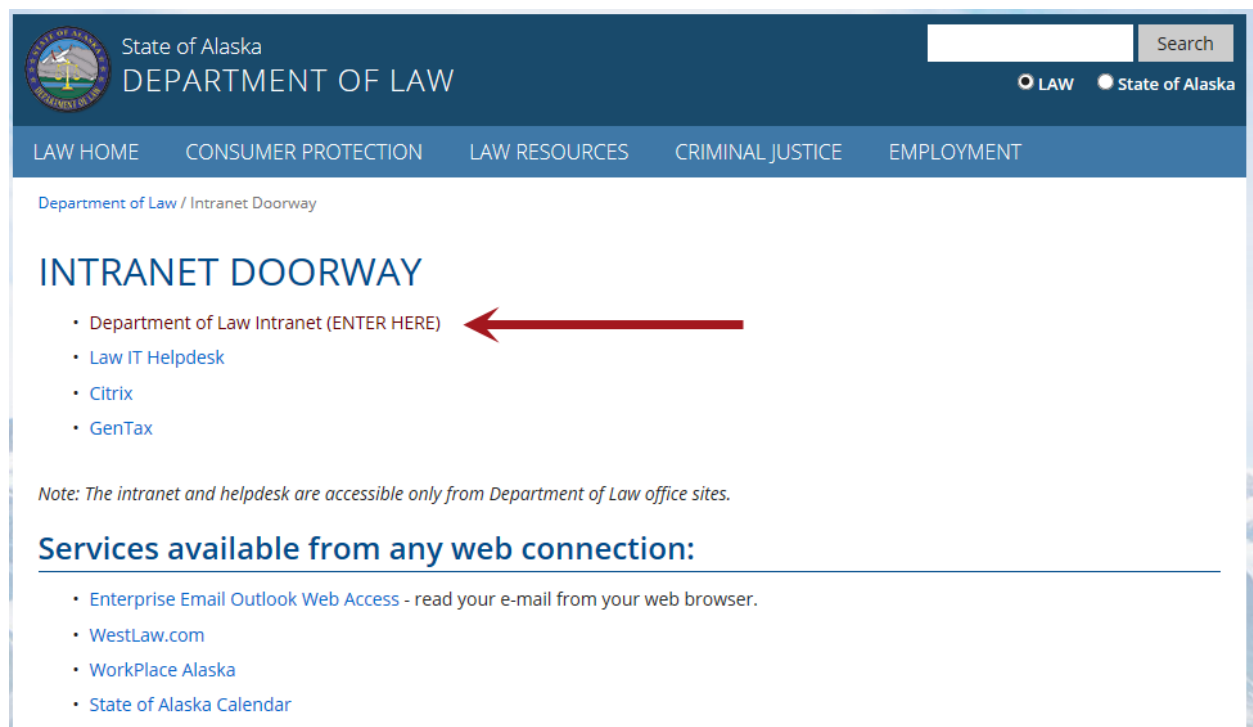 State of Alaska
DEPARTMENT OF LAW
Search
LAW State of Alaska
LAW HOME CONSUMER PROTECTION LAW RESOURCES CRIMINAL JUSTICE EMPLOYMENT
Department of Law / Intranet Doorway
INTRANET DOORWAY
• Department of Law Intranet (ENTER HERE)
• Law IT Helpdesk
• Citrix
• GenTax
Note: The intranet and helpdesk are accessible only from Department of Law office sites.
Services available from any web connection:
• Enterprise Email Outlook Web Access - read your e-mail from your web browser.
• WestLaw.com
• WorkPlace Alaska
• State of Alaska Calendar